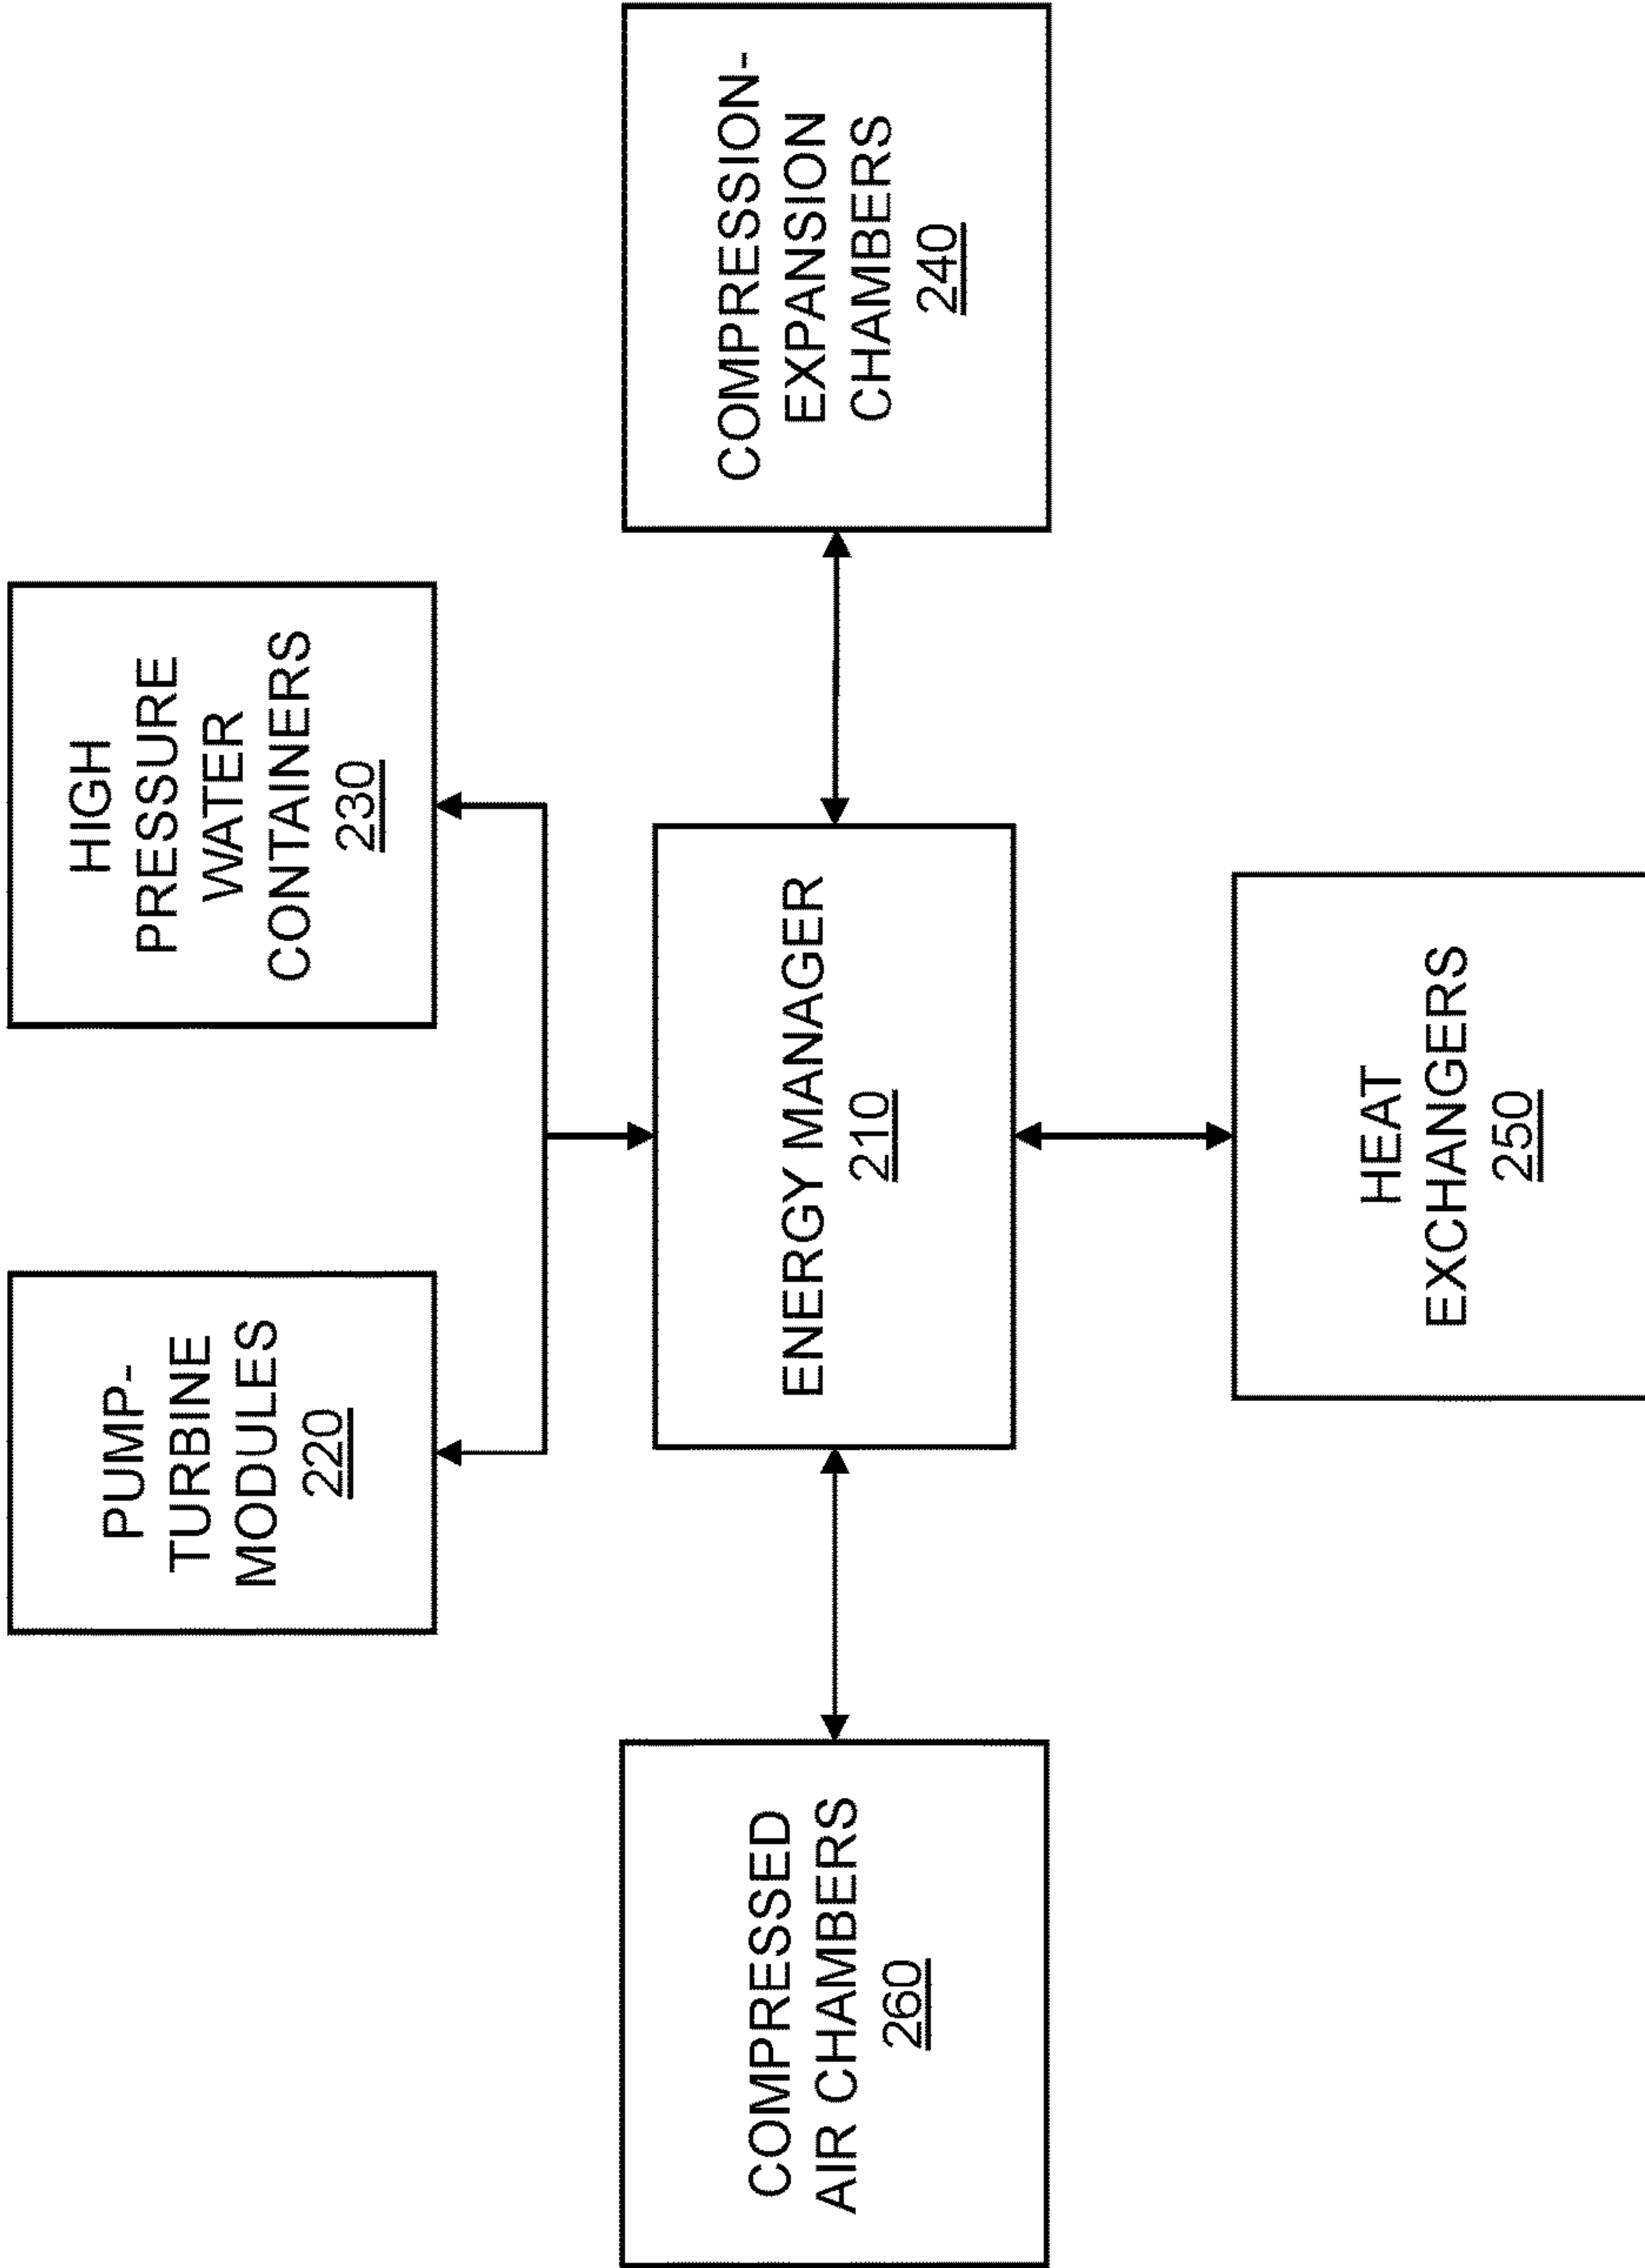 PUMP-
TURBINE
MODULES
220
HIGH
PRESSURE
WATER
CONTAINERS
230
COMPRESSED
AIR CHAMBERS
260
ENERGY MANAGER
210
COMPRESSION-
EXPANSION
CHAMBERS
240
HEAT
EXCHANGERS
250